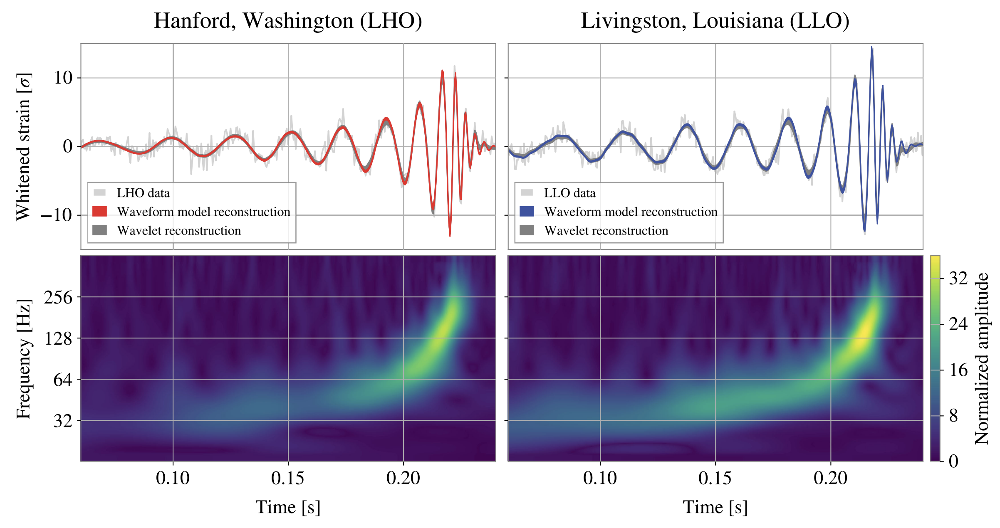 Hanford, Washington (LHO)
Livingston, Louisiana (LLO)
Whitened strain [σ]
10
0
−10
LHO data
Waveform model reconstruction
Wavelet reconstruction
LLO data
Waveform model reconstruction
Wavelet reconstruction
Frequency [Hz]
256
128
64
32
0.10
0.15
0.20
Time [s]
0.10
0.15
0.20
Time [s]
32
24
16
8
0
Normalized amplitude